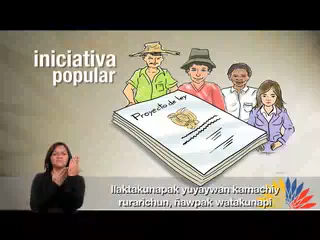 iniciativa
popular
Proyecto de ley
llaktakunapak yuyaywan kamachiy
rurarichun, ñawpak watakunapi